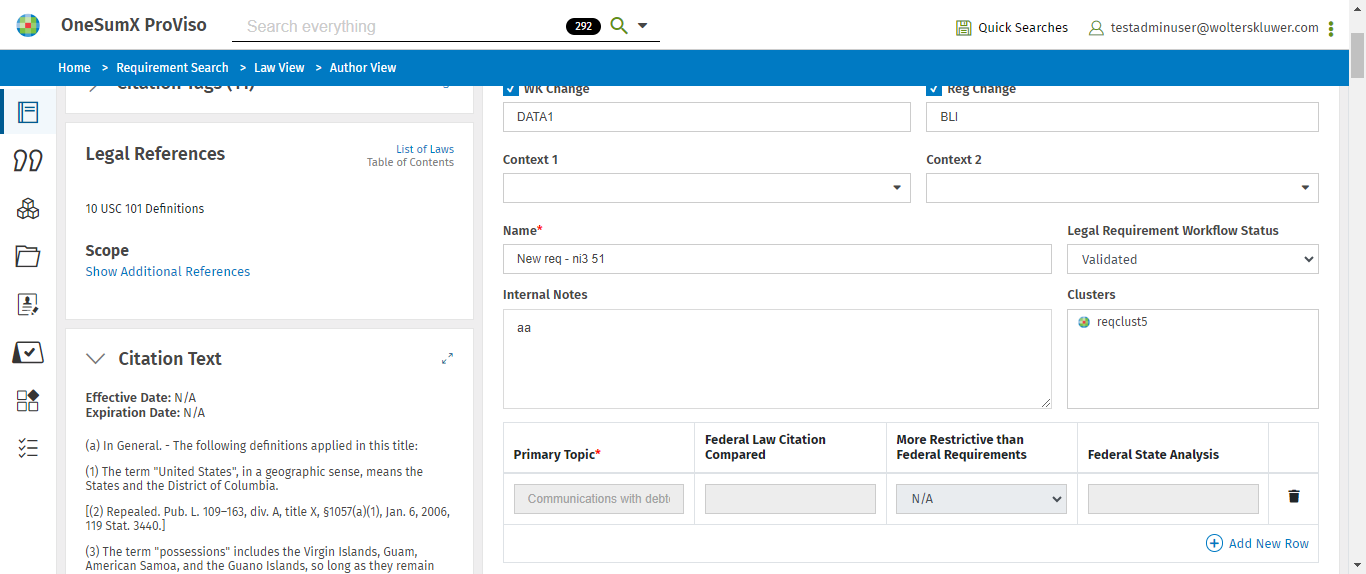 OneSumX ProViso
Search everything
292
Quick Searches
testadminuser@wolterskluwer.com
Home > Requirement Search > Law View > Author View
Citation Tags (11)
Legal References
List of Laws
Table of Contents
10 USC 101 Definitions
Scope
Show Additional References
Citation Text
Effective Date: N/A
Expiration Date: N/A
(a) In General. - The following definitions applied in this title:
(1) The term "United States", in a geographic sense, means the
States and the District of Columbia.
[(2) Repealed. Pub. L. 109–163, div. A, title X, §1057(a)(1), Jan. 6, 2006,
119 Stat. 3440.]
(3) The term "possessions" includes the Virgin Islands, Guam,
American Samoa, and the Guano Islands, so long as they remain
WK Change
Reg Change
DATA1
BLI
Context 1
Context 2
Name*
Legal Requirement Workflow Status
New req - ni3 51
Validated
Internal Notes
Clusters
aa
reqclust5
Primary Topic*
Federal Law Citation
Compared
More Restrictive than
Federal Requirements
Federal State Analysis
Communications with debt
N/A
Add New Row